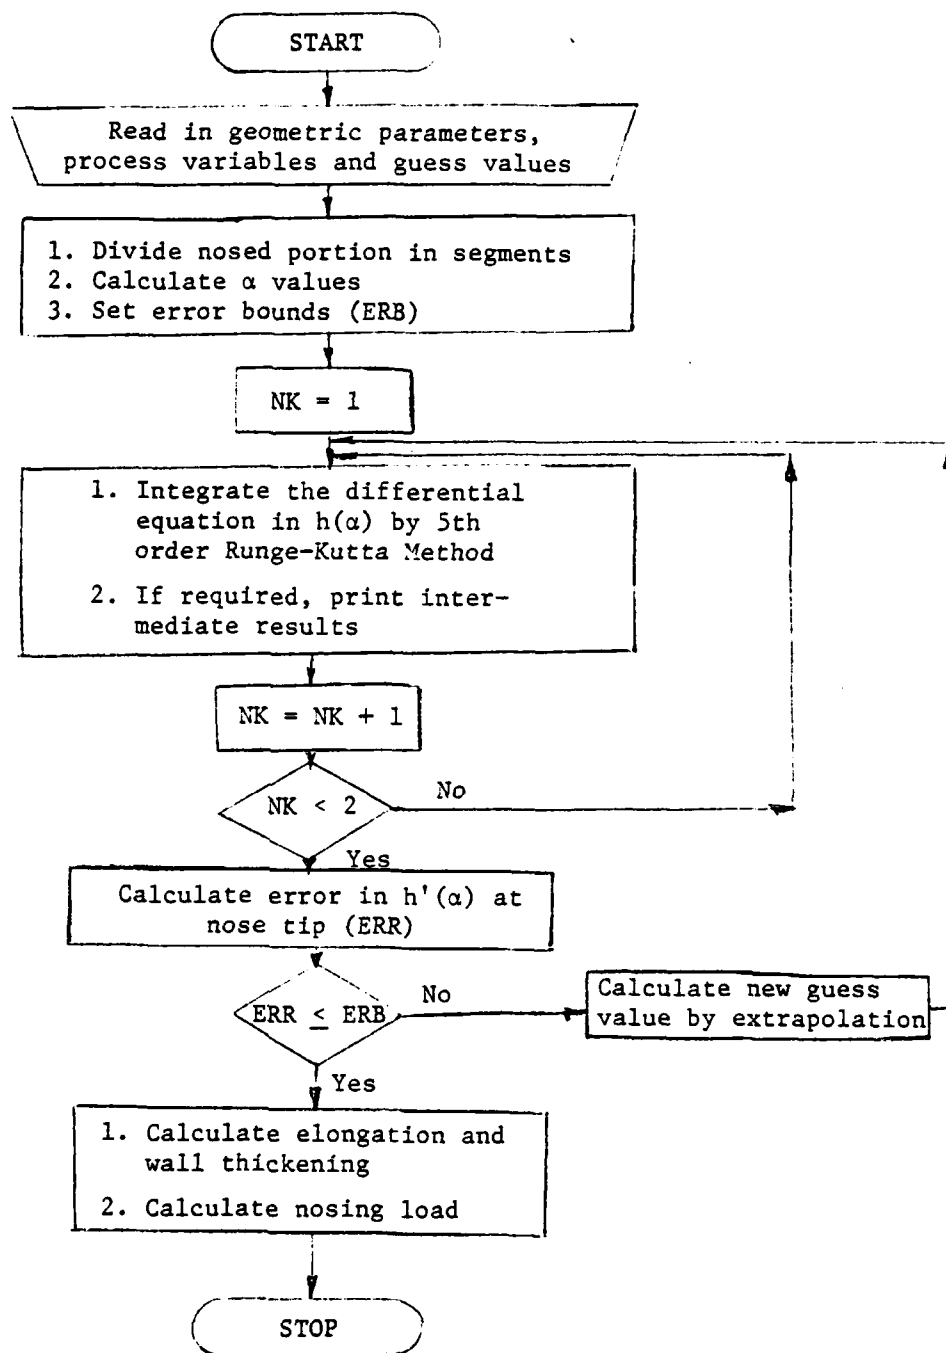 START
Read in geometric parameters,
process variables and guess values
1. Divide nosed portion in segments
2. Calculate α values
3. Set error bounds (ERB)
NK = 1
1. Integrate the differential
equation in h(α) by 5th
order Runge-Kutta Method
2. If required, print inter-
mediate results
NK = NK + 1
NK < 2
No
Yes
Calculate error in h'(α) at
nose tip (ERR)
ERR ≤ ERB
No
Calculate new guess
value by extrapolation
Yes
1. Calculate elongation and
wall thickening
2. Calculate nosing load
STOP